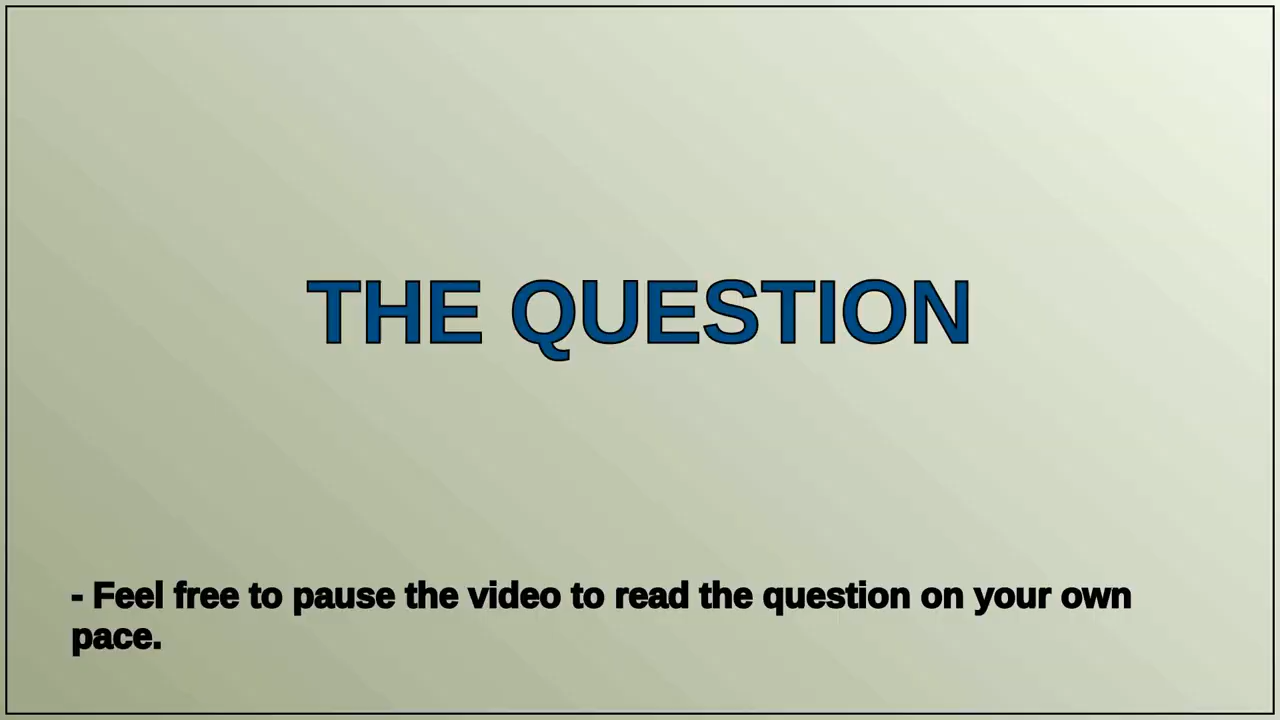 THE QUESTION
- Feel free to pause the video to read the question on your own
pace.